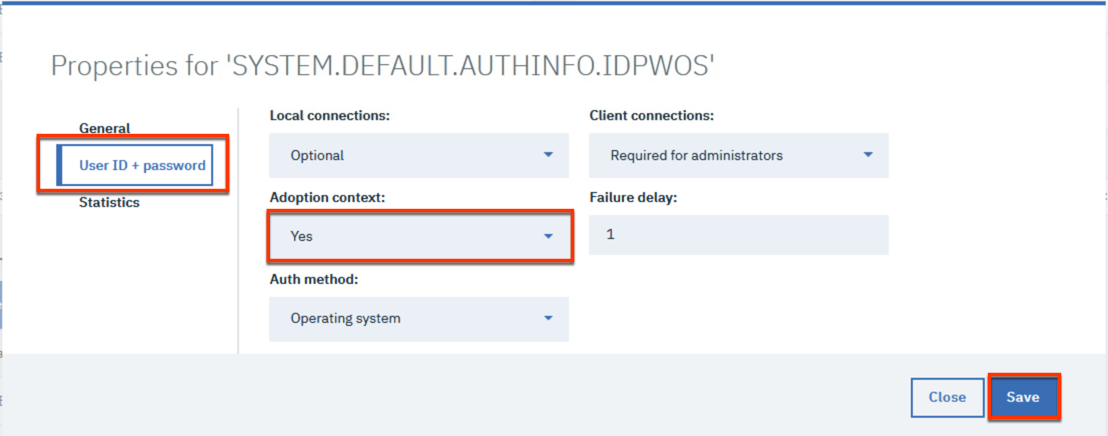 Properties for 'SYSTEM.DEFAULT.AUTHINFO.IDPWOS'
General
User ID + password
Statistics
Local connections:
Client connections:
Optional
Required for administrators
Adoption context:
Failure delay:
Yes
1
Auth method:
Operating system
Close
Save